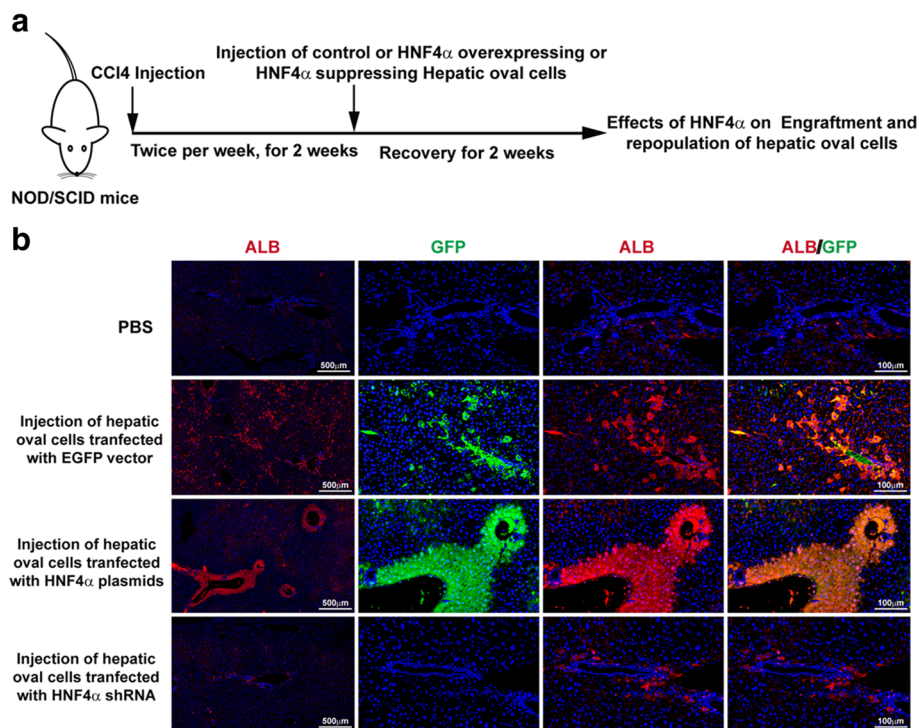 a
CCl4 Injection
Injection of control or HNF4α overexpressing or
HNF4α suppressing Hepatic oval cells
Twice per week, for 2 weeks
Recovery for 2 weeks
Effects of HNF4α on Engraftment and
repopulation of hepatic oval cells
NOD/SCID mice
b
ALB
GFP
ALB
ALB/GFP
PBS
500μm
100μm
Injection of hepatic
oval cells tranfected
with EGFP vector
500μm
100μm
Injection of hepatic
oval cells tranfected
with HNF4α plasmids
500μm
100μm
Injection of hepatic
oval cells tranfected
with HNF4α shRNA
500μm
100μm